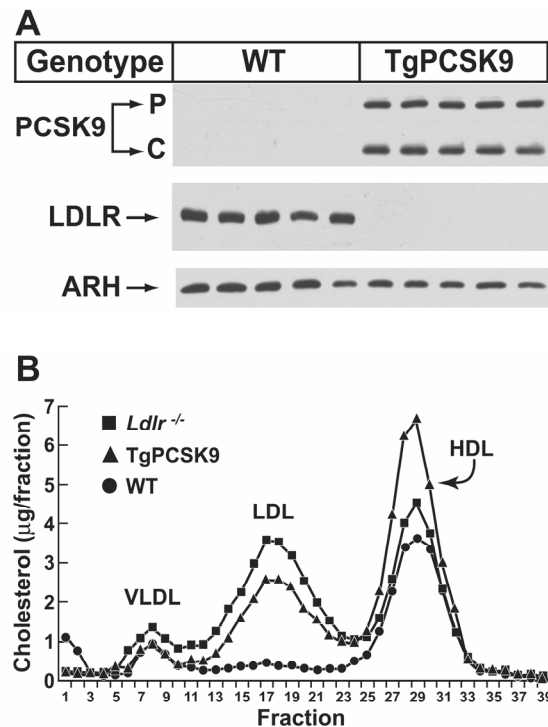 A
Genotype WT TgPCSK9
PCSK9 P
C
LDLR
ARH
B
Cholesterol (μg/fraction)
7
6
5
4
3
2
1
0
Ldlr -/-
TgPCSK9
WT
VLDL
LDL
HDL
1 3 5 7 9 11 13 15 17 19 21 23 25 27 29 31 33 35 37 39
Fraction